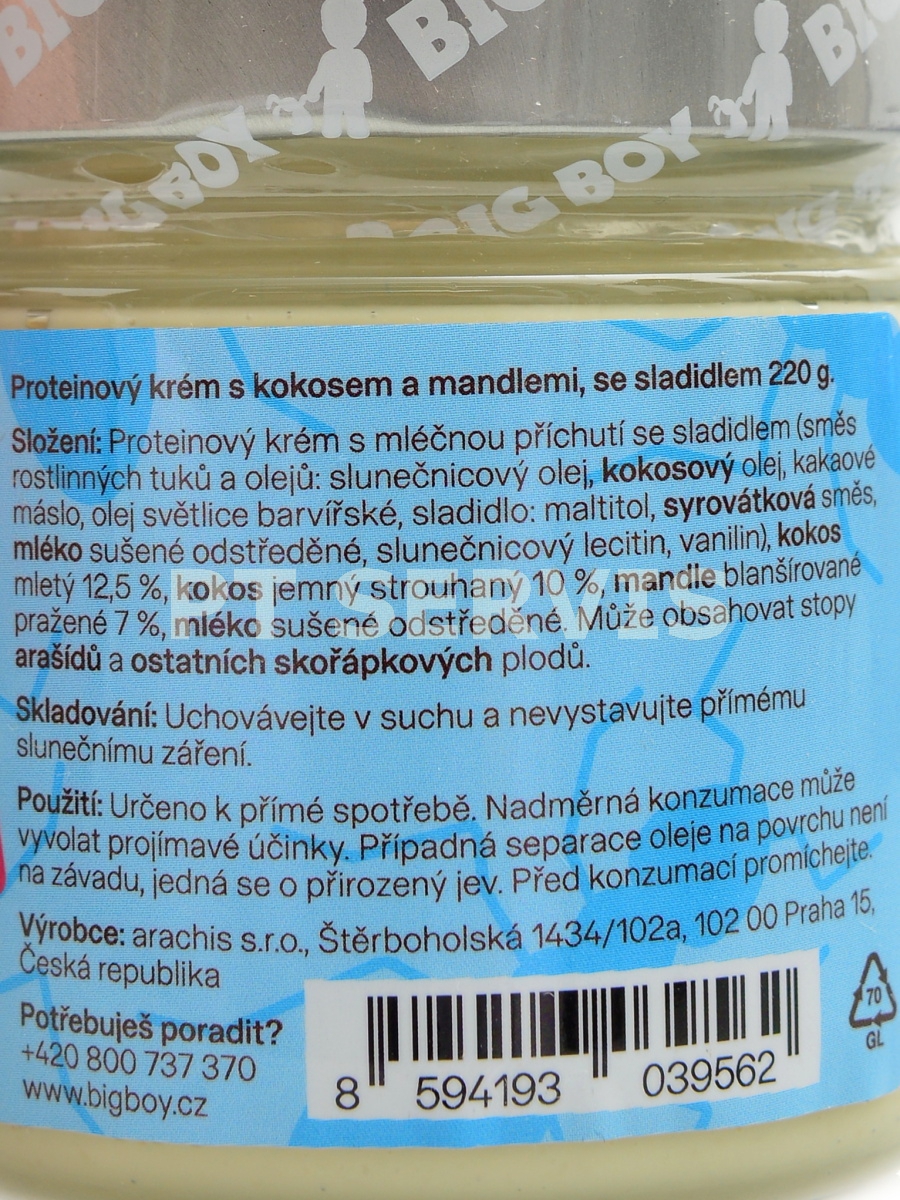 BIG BOY
BIG BOY
Proteinový krém s kokosem a mandlemi, se sladidlem 220 g.
Složení: Proteinový krém s mléčnou příchutí se sladidlem (směs
rostlinných tuků a olejů: slunečnicový olej, kokosový olej, kakaové
máslo, olej světlice barvířské, sladidlo: maltitol, syrovátková směs,
mléko sušené odstředěné, slunečnicový lecitin, vanilin), kokos
mletý 12,5 %, kokos jemný strouhaný 10 %, mandle blanšírované
PT SERVIS
pražené 7 %, mléko sušené odstředěné. Může obsahovat stopy
arašídů a ostatních skořápkových plodů.
Skladování: Uchovávejte v suchu a nevystavujte přímému
slunečnímu záření.
Použití: Určeno k přímé spotřebě. Nadměrná konzumace může
vyvolat projímavé účinky. Případná separace oleje na povrchu není
na závadu, jedná se o přirozený jev. Před konzumací promíchejte.
Výrobce: arachis s.r.o., Štěrboholská 1434/102a, 102 00 Praha 15,
Česká republika
Potřebuješ poradit?
+420 800 737 370
www.bigboy.cz
8 594193 039562
70
GL